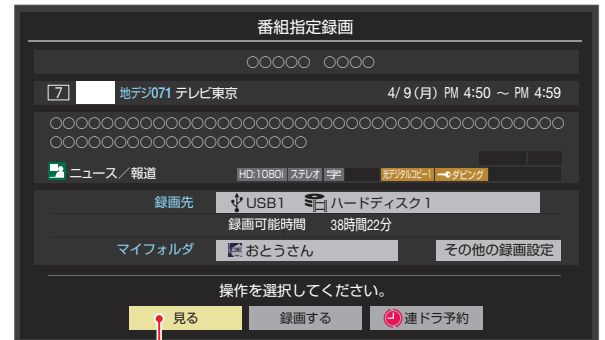 番組指定録画
○○○○○ ○○○○
7 地デジ071 テレビ東京 4/ 9(月) PM 4:50 ～ PM 4:59
○○○○○○○○○○○○○○○○○○○○○○○○○○○○○○○○○○○○○○○
○○○○○○○○○○○○○○○○○○○○
ニュース／報道 HD:1080i ステレオ 字 光デジタルコピー1 ダビング
録画先 USB1 ハードディスク1
録画可能時間 38時間22分
マイフォルダ おとうさん その他の録画設定
操作を選択してください。
見る 録画する 連ドラ予約